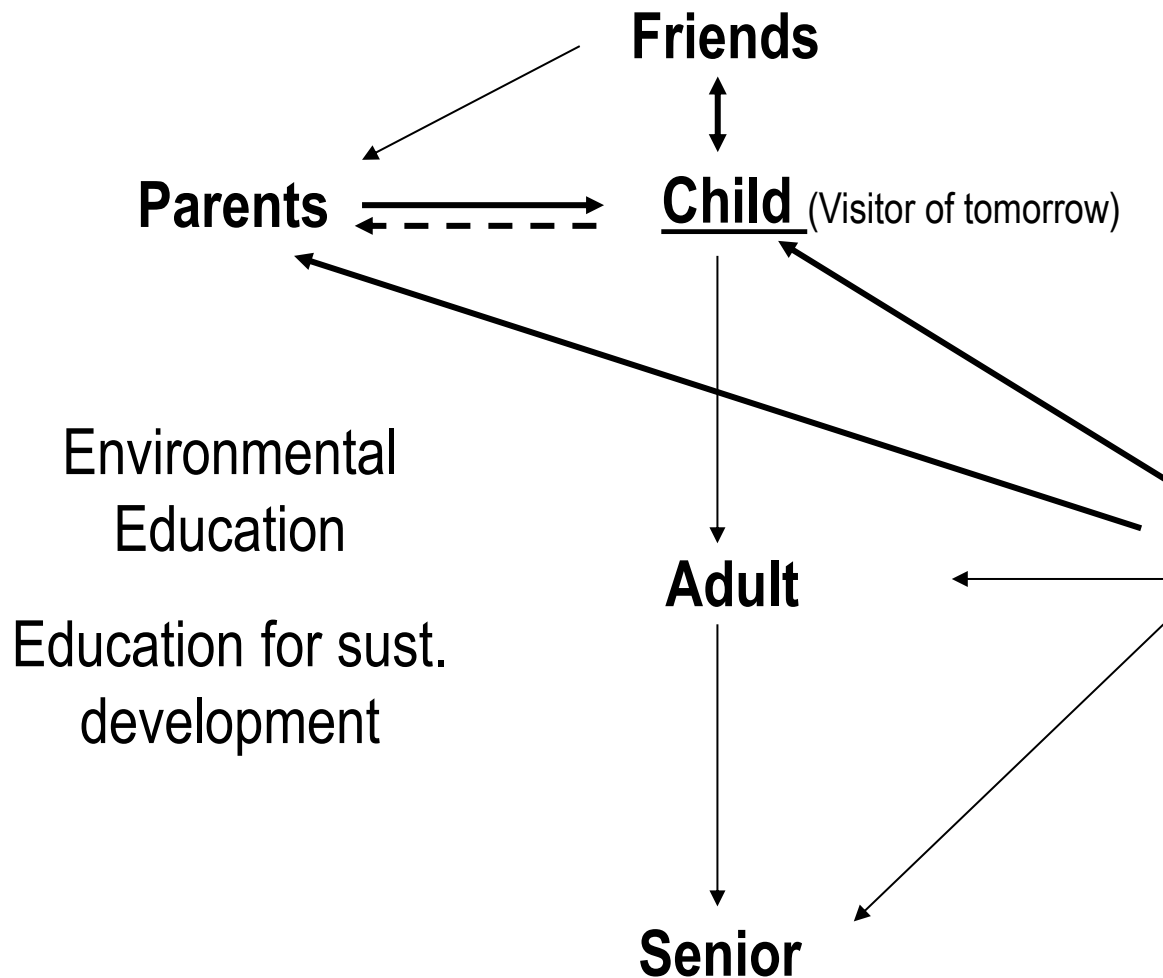 Friends
Parents
Child (Visitor of tomorrow)
Environmental
Education
Adult
Education for sust.
development
Senior